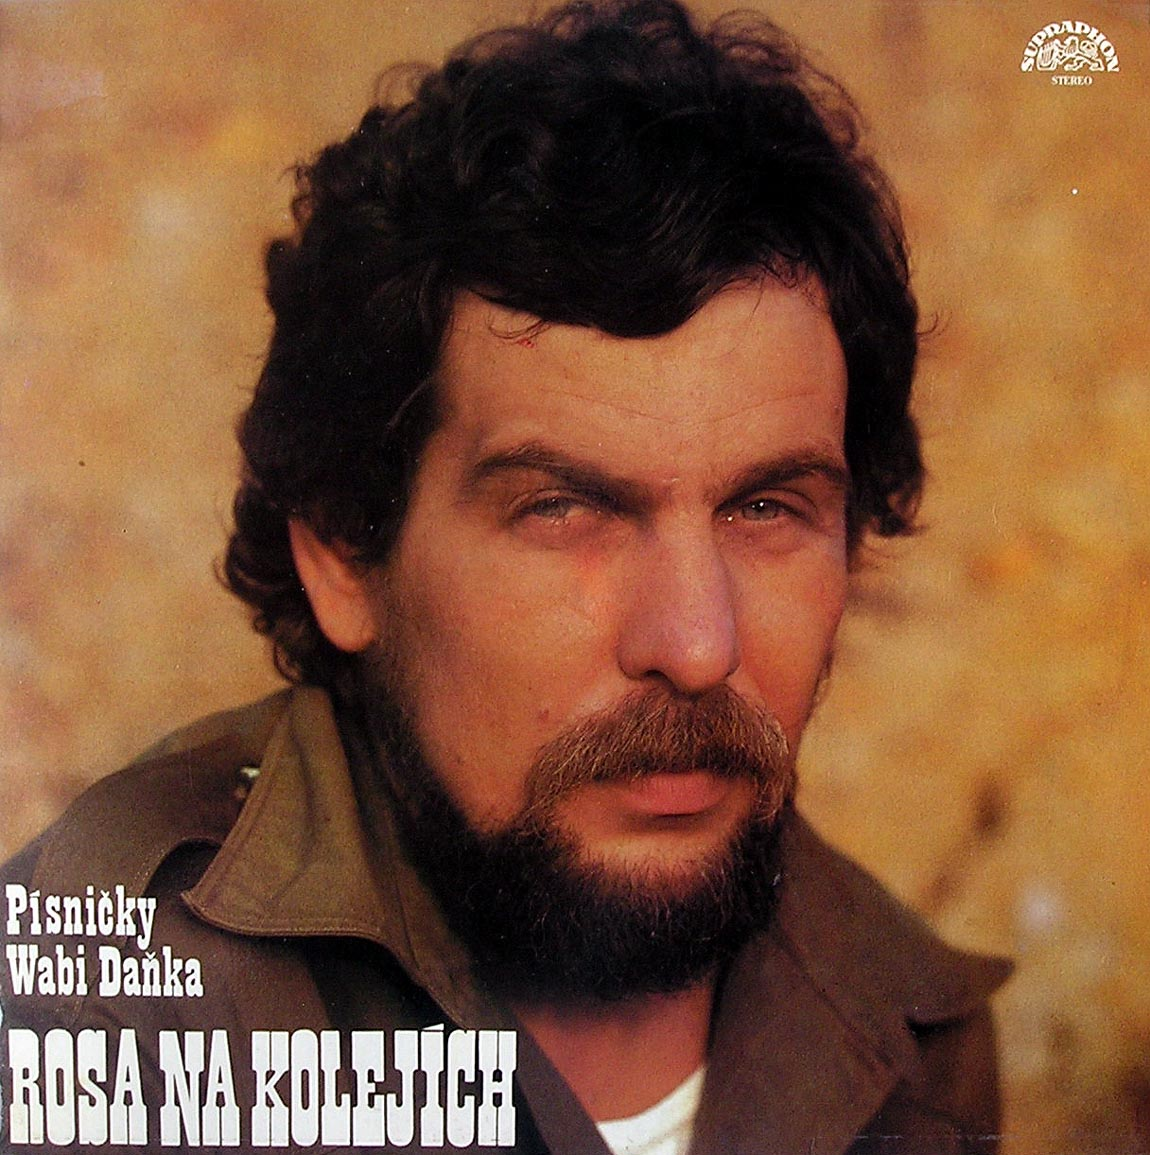 SUPRAPHON
STEREO
Písničky
Wabi Daňka
ROSA NA KOLEJÍCH